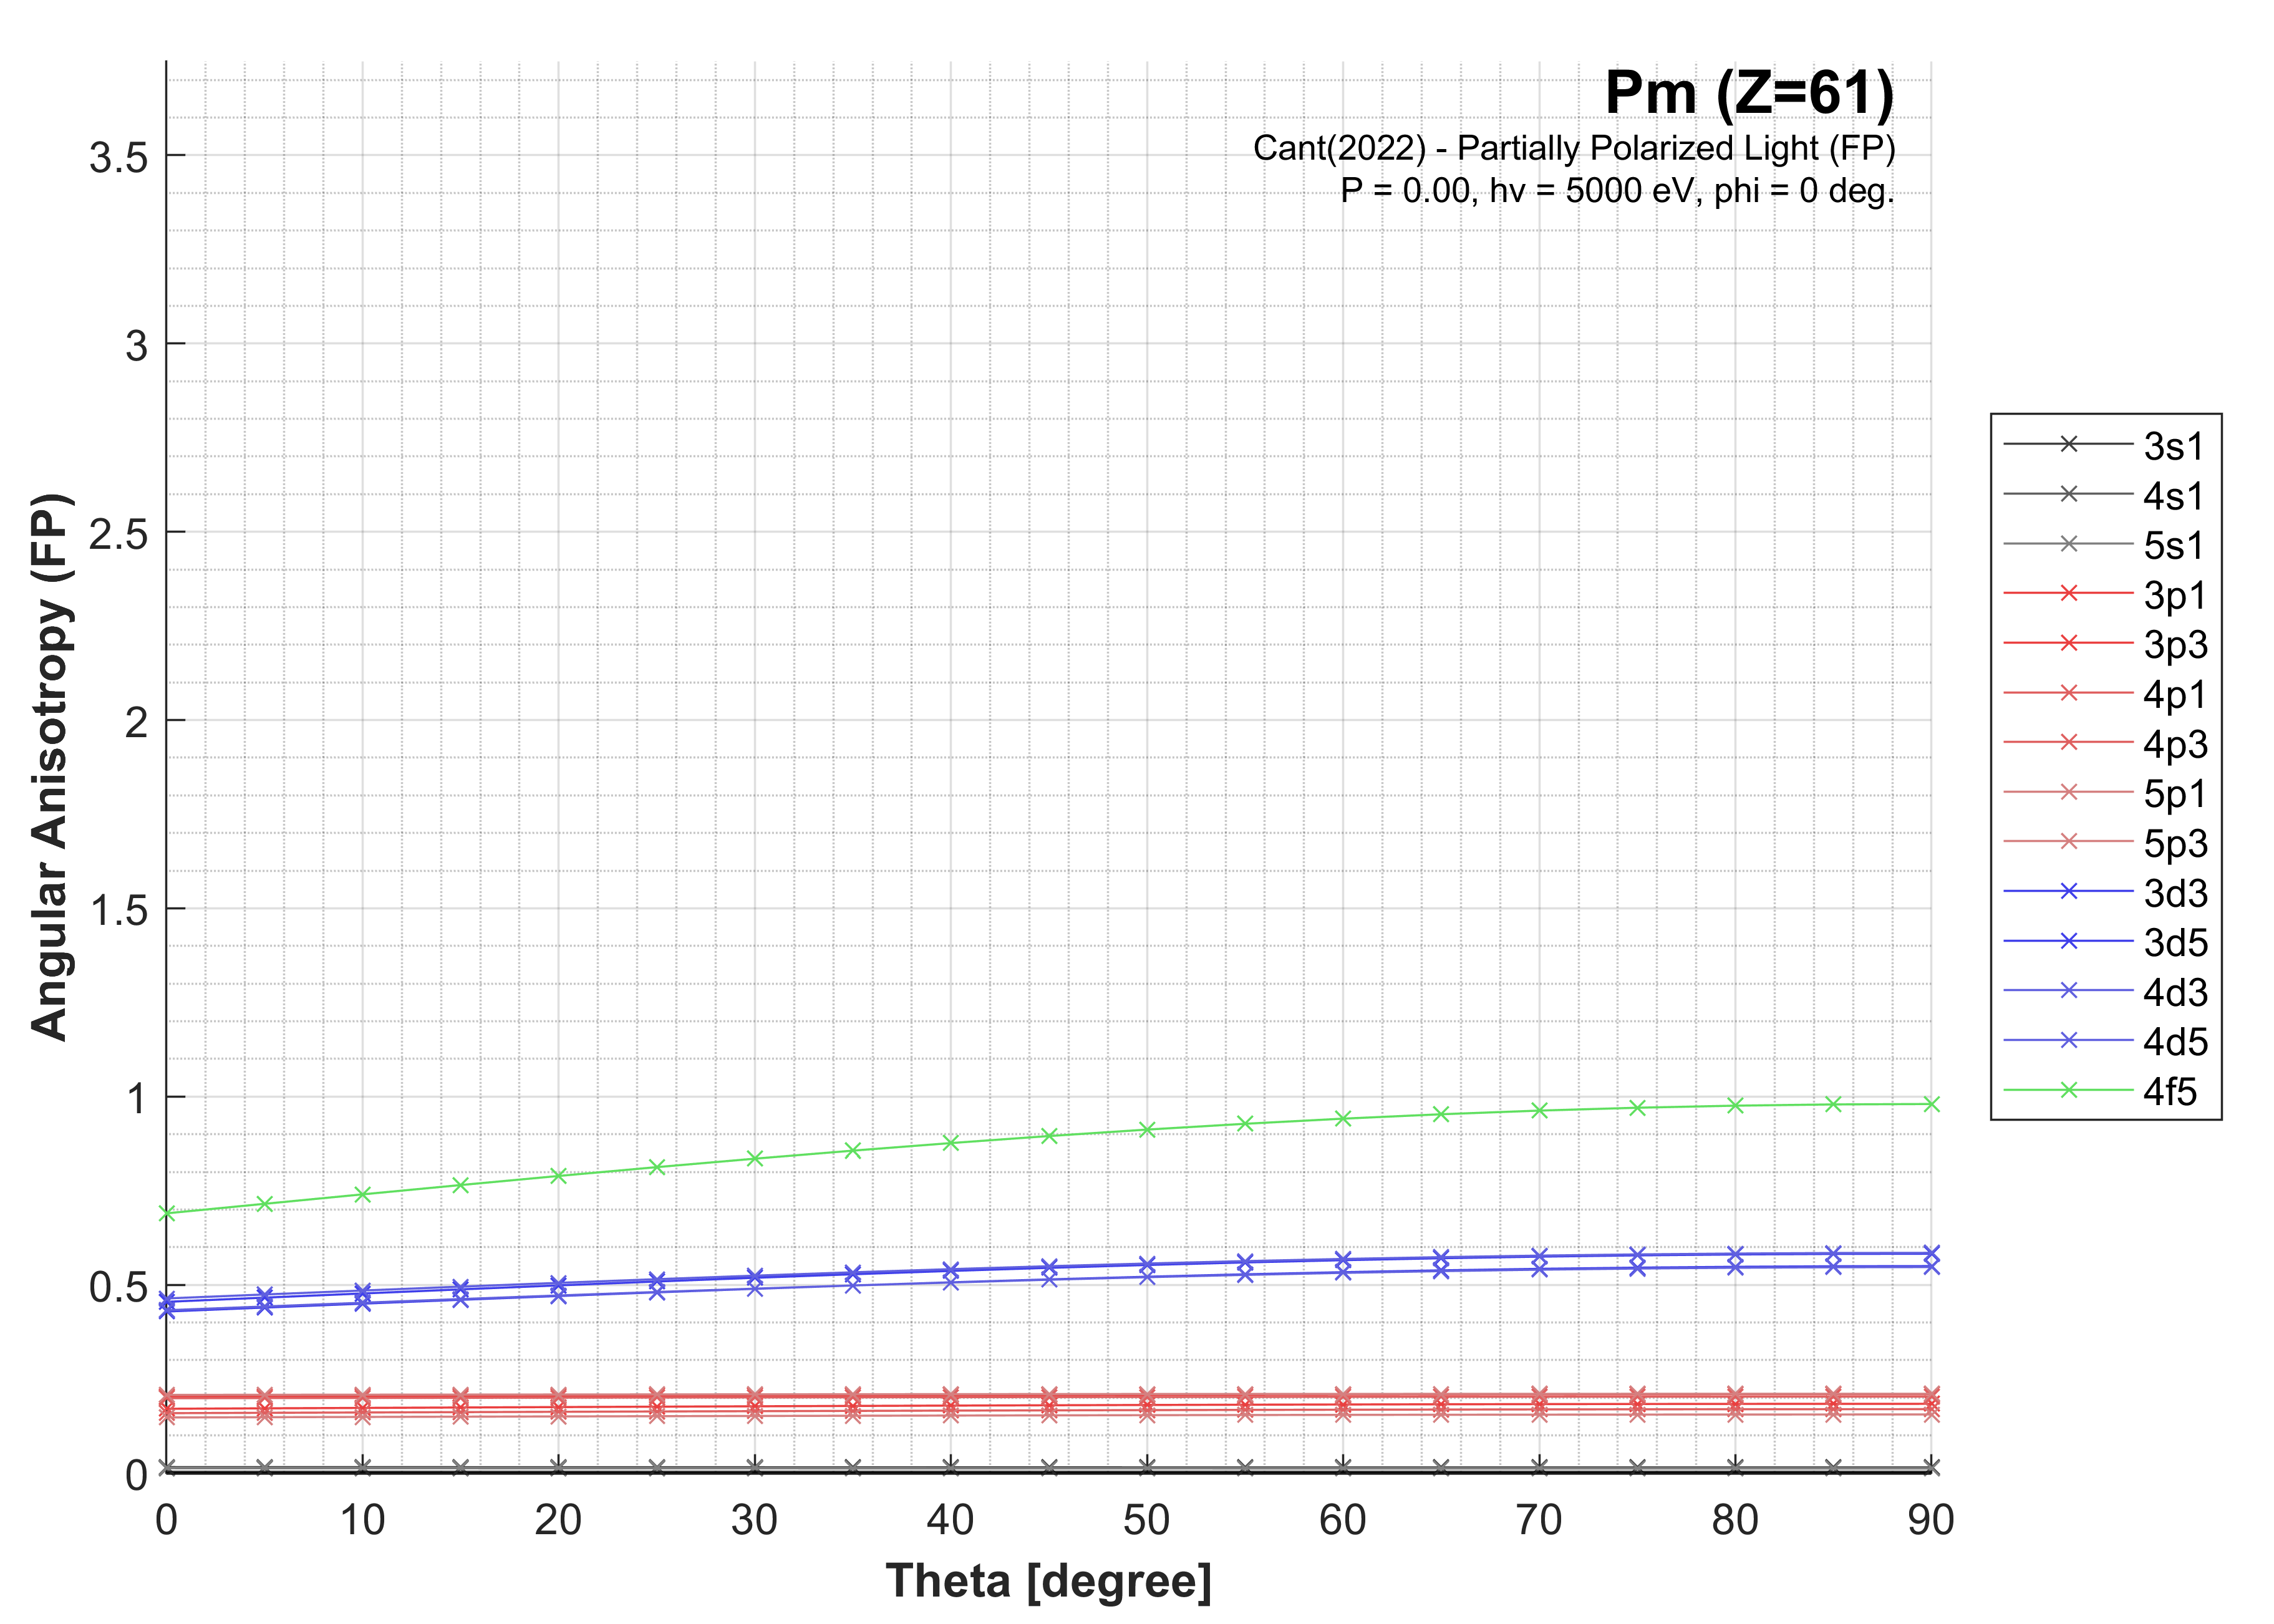 Pm (Z=61)
Cant(2022) - Partially Polarized Light (FP)
P = 0.00, hv = 5000 eV, phi = 0 deg.
Angular Anisotropy (FP)
3.5
3
2.5
2
1.5
1
0.5
0
0 10 20 30 40 50 60 70 80 90
Theta [degree]
3s1
4s1
5s1
3p1
3p3
4p1
4p3
5p1
5p3
3d3
3d5
4d3
4d5
4f5